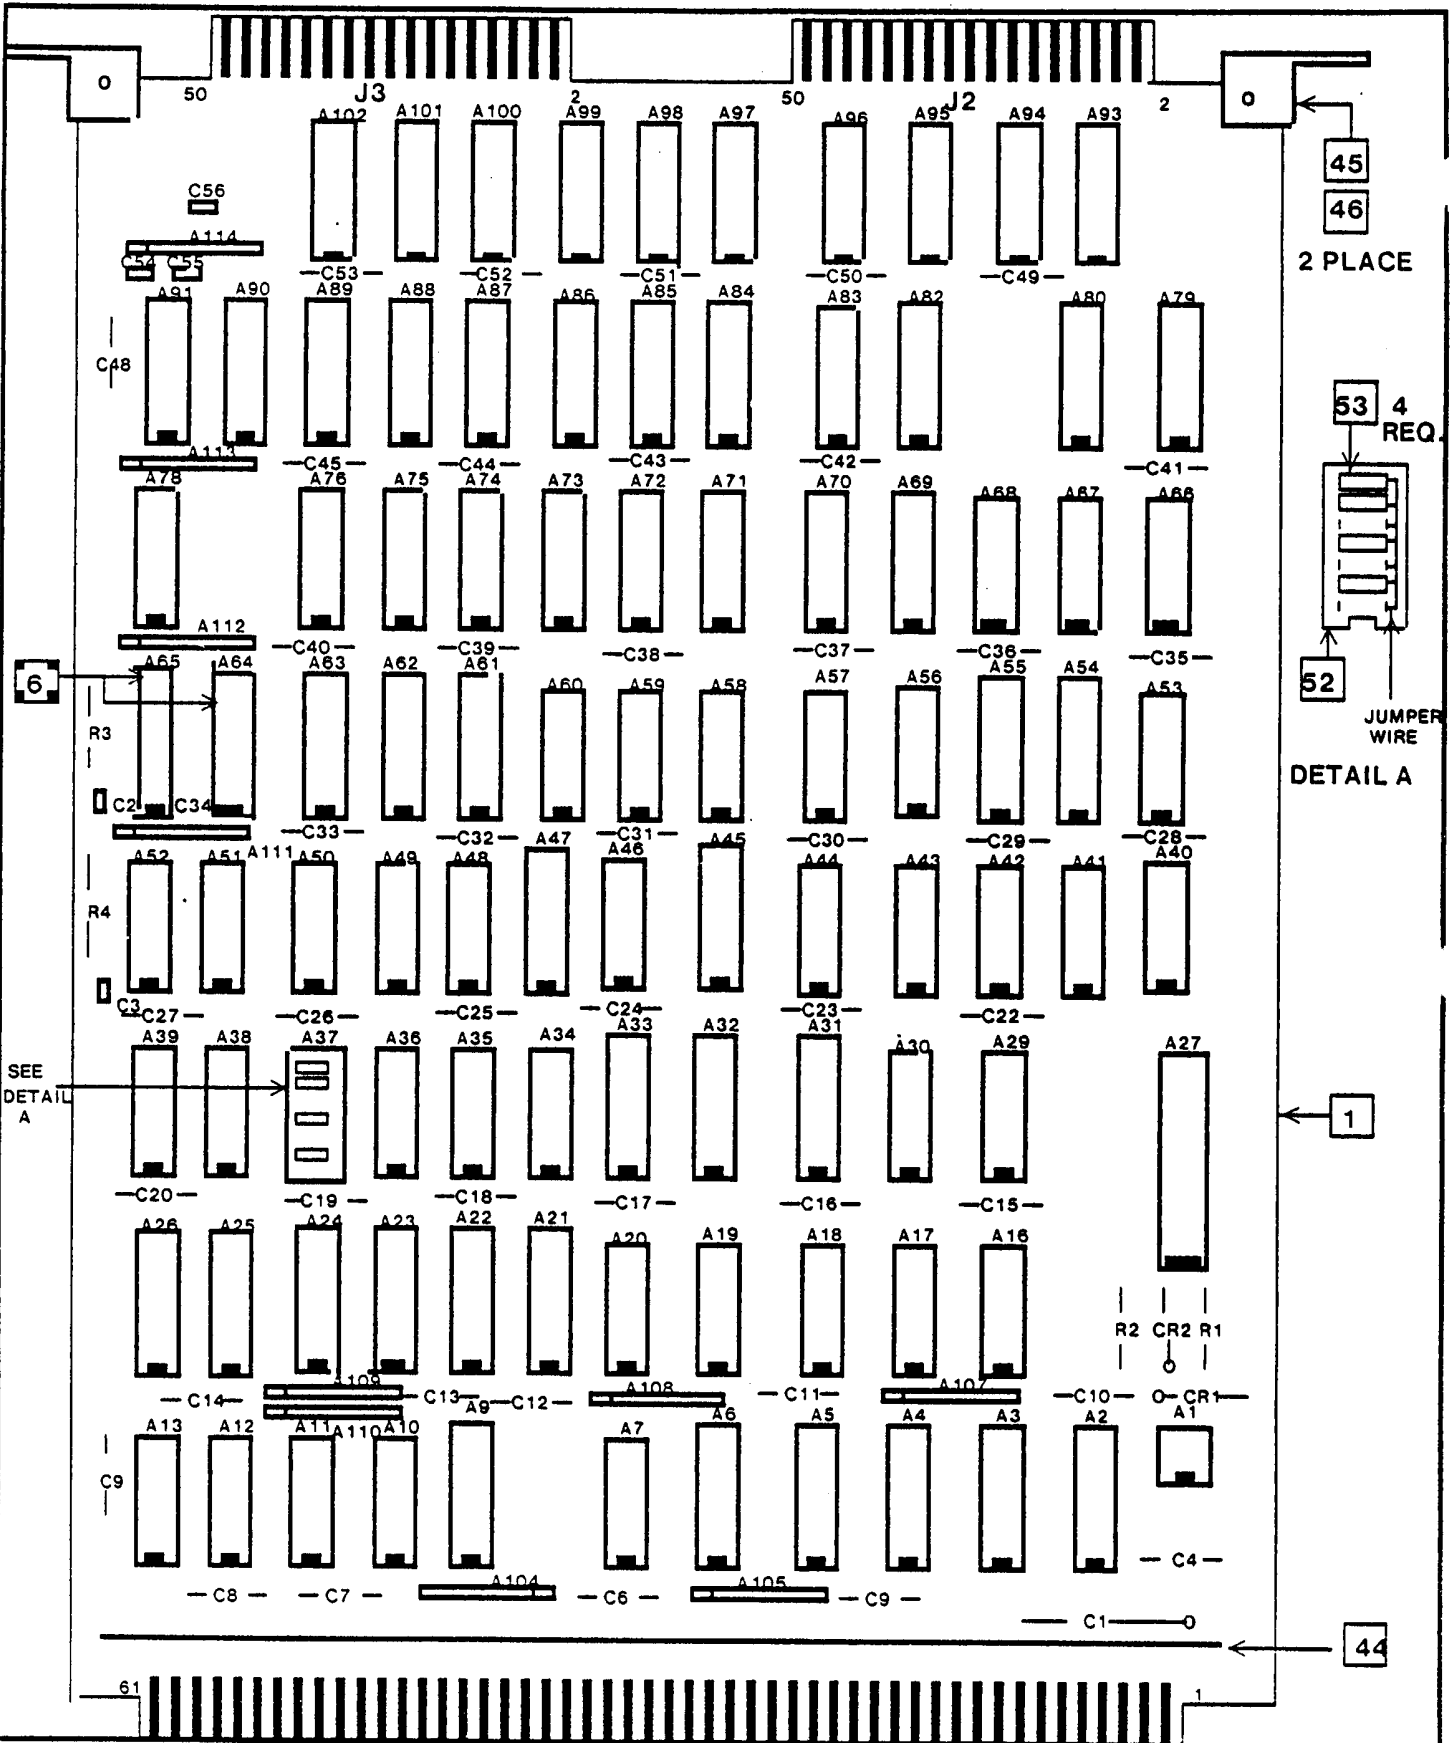 50 J3 2 50 J2 2
A102 A101 A100 A99 A98 A97 A96 A95 A94 A93
45
46
2 PLACE
C56
A114
C54 C55
C53 C52 C51 C50 C49
A91 A90 A89 A88 A87 A86 A85 A84 A83 A82 A80 A79
C48
53 4
REQ.
A113 C45 C44 C43 C42 C41
A78 A76 A75 A74 A73 A72 A71 A70 A69 A68 A67 A66
A112 C40 C39 C38 C37 C36 C35
6
52
JUMPER
WIRE
DETAIL A
A65 A64 A63 A62 A61 A60 A59 A58 A57 A56 A55 A54 A53
R3
C2 C34
C33 C32 C31 C30 C29 C28
A52 A51 A111 A50 A49 A48 A47 A46 A45 A44 A43 A42 A41 A40
R4
C3
C27 C26 C25 C24 C23 C22
A39 A38 A37 A36 A35 A34 A33 A32 A31 A30 A29 A27
SEE
DETAIL
A
1
C20 C19 C18 C17 C16 C15
A26 A25 A24 A23 A22 A21 A20 A19 A18 A17 A16
R2 CR2 R1
C14 A109 C13 C12 A108 C11 A107 C10 CR1
A13 A12 A11 A110 A10 A9 A7 A6 A5 A4 A3 A2 A1
C9
C4
C8 C7 A104 C6 A105 C9
C1
44
61 1